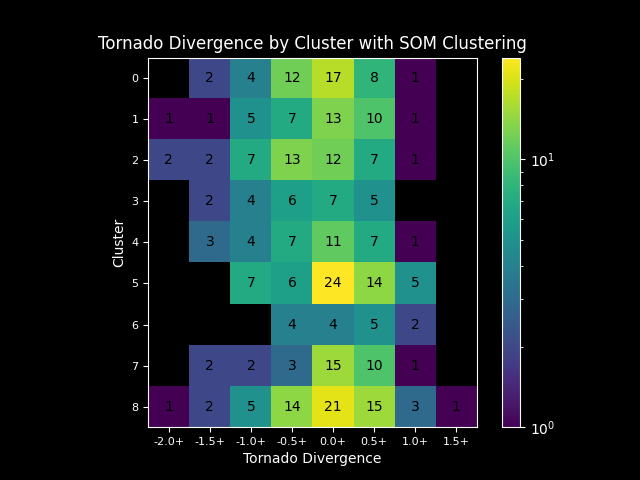 Tornado Divergence by Cluster with SOM Clustering
0 2 4 12 17 8 1
1 1 1 5 7 13 10 1
2 2 2 7 13 12 7 1
3 2 4 6 7 5
4 3 4 7 11 7 1
5 7 6 24 14 5
6 4 4 5 2
7 2 2 3 15 10 1
8 1 2 5 14 21 15 3 1
-2.0+ -1.5+ -1.0+ -0.5+ 0.0+ 0.5+ 1.0+ 1.5+
Tornado Divergence
Cluster
10¹
10⁰